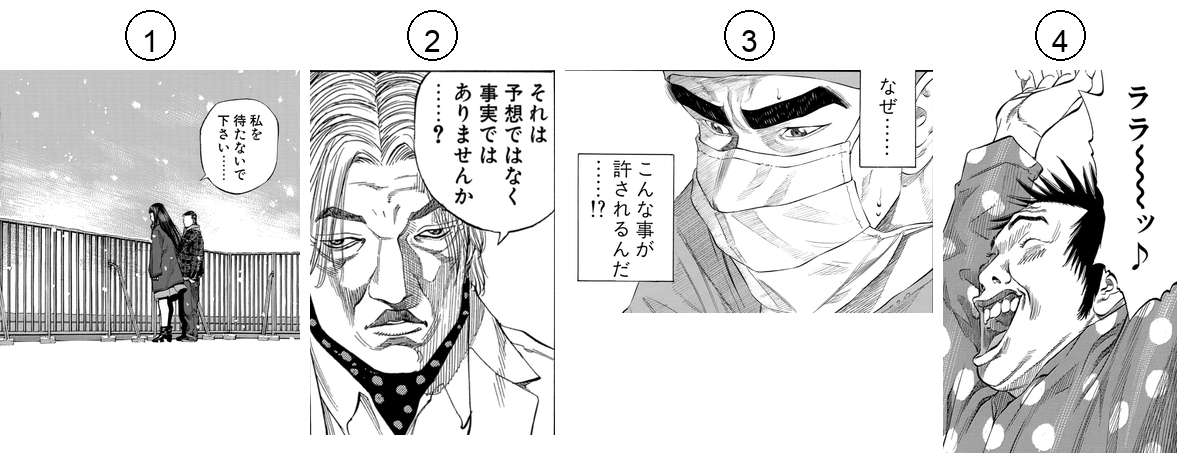 1
私を
待たないで
下さい……
2
それは
予想ではなく
事実では
ありませんか
……？
3
なぜ……
こんな事が
許されるんだ
……!?
4
ララ〜〜〜ッ♪